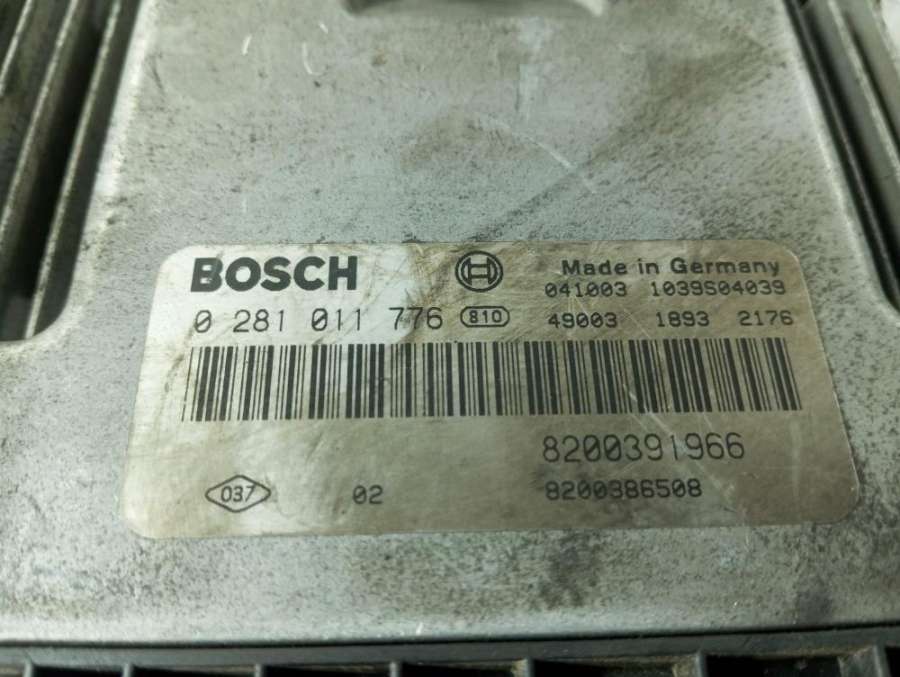 BOSCH
Made in Germany
041003 1039S04039
0 281 011 776 810 49003 1893 2176
8200391966
037 02 8200386508